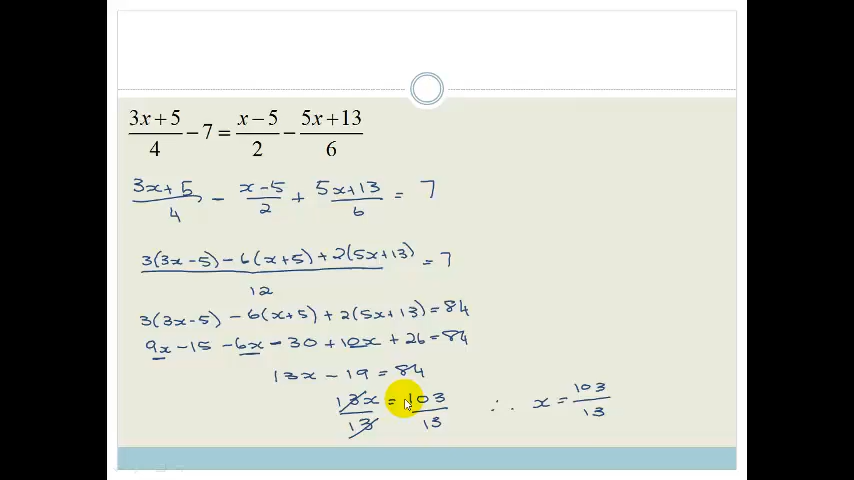 (3x+5)/4 − 7 = (x−5)/2 − (5x+13)/6
(3x+5)/4 − (x−5)/2 + (5x+13)/6 = 7
(3(3x−5) − 6(x+5) + 2(5x+13))/12 = 7
3(3x−5) − 6(x+5) + 2(5x+13) = 84
9x − 15 − 6x − 30 + 10x + 26 = 84
13x − 19 = 84
13x/13 = 103/13 ∴ x = 103/13